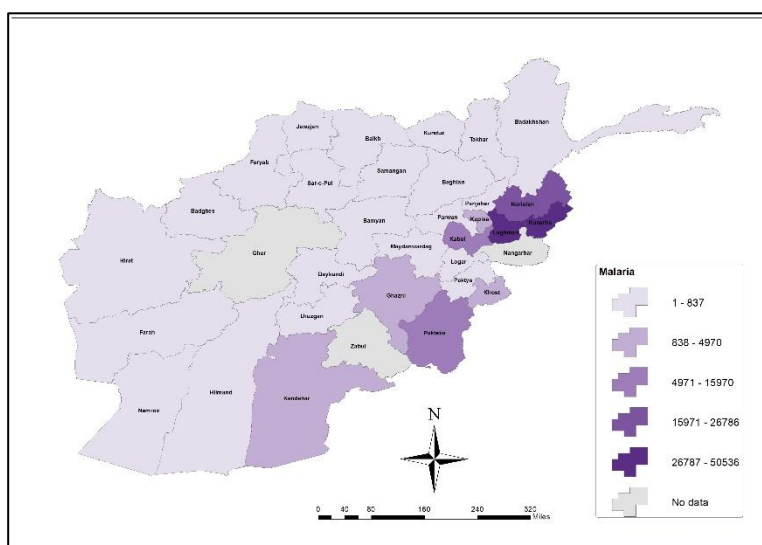 Badakhshan
Jawzjan
Balkh
Kunduz
Takhar
Faryab
Samangan
Sar-e-Pul
Baghlan
Nuristan
Panjsher
Badghes
Kunarha
Parwan
Kapisa
Bamyan
Laghman
Kabul
Ghor
Maydanwardag
Nangarhar
Hirat
Logar
Daykundi
Paktya
Khost
Ghazni
Uruzgan
Farah
Paktika
Zabul
Hilmand
Kandahar
Nemroz
N
0 40 80 160 240 320
Miles
Malaria
1 - 837
838 - 4970
4971 - 15970
15971 - 26786
26787 - 50536
No data